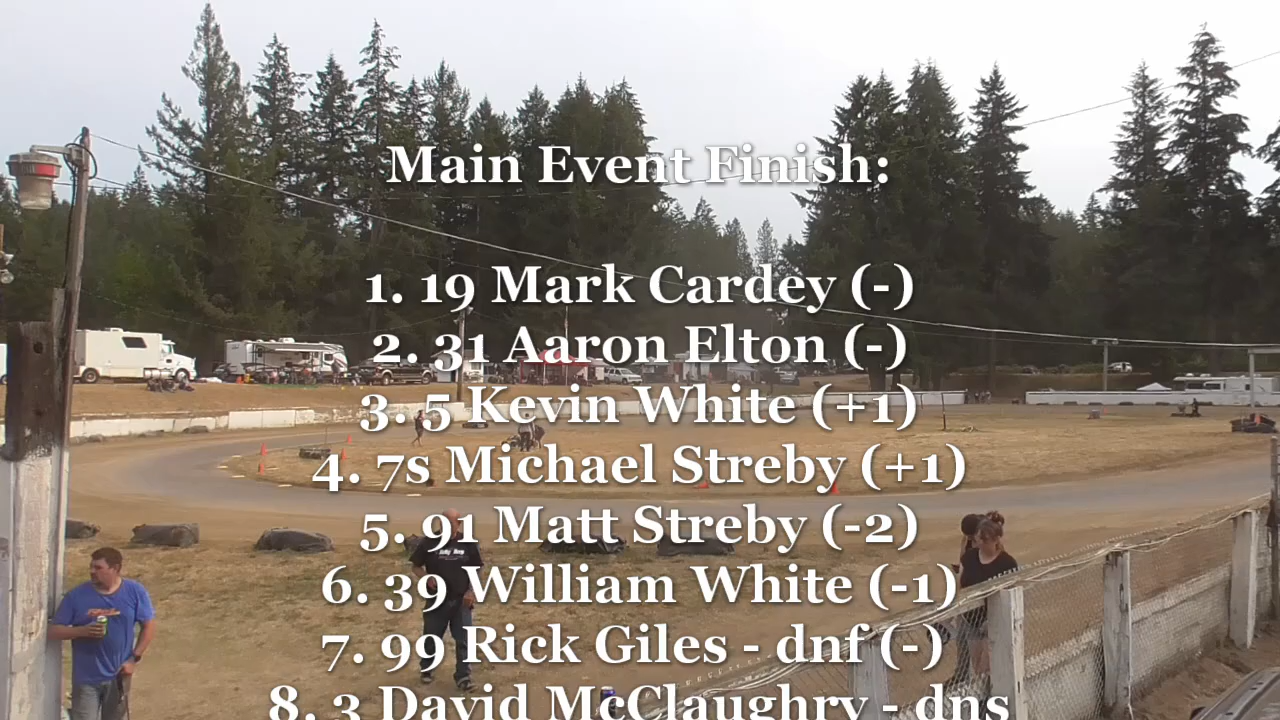 Main Event Finish:
1. 19 Mark Cardey (-)
2. 31 Aaron Elton (-)
3. 5 Kevin White (+1)
4. 7s Michael Streby (+1)
5. 91 Matt Streby (-2)
6. 39 William White (-1)
7. 99 Rick Giles - dnf (-)
8. 3 David McClaughry - dns